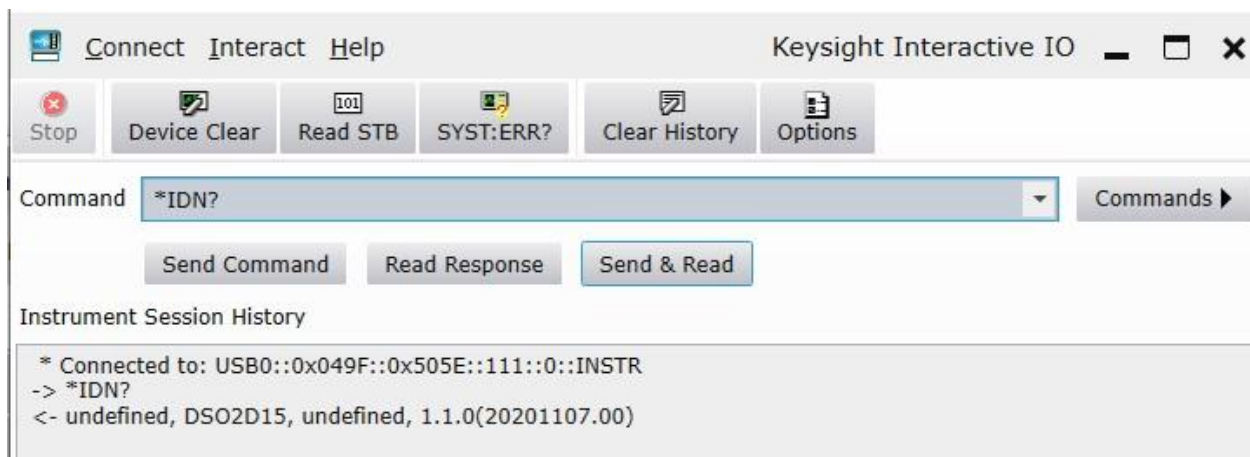 Connect Interact Help Keysight Interactive IO
Stop Device Clear 101 Read STB SYST:ERR? Clear History Options
Command *IDN? Commands
Send Command Read Response Send & Read
Instrument Session History
* Connected to: USB0::0x049F::0x505E::111::0::INSTR
-> *IDN?
<- undefined, DSO2D15, undefined, 1.1.0(20201107.00)